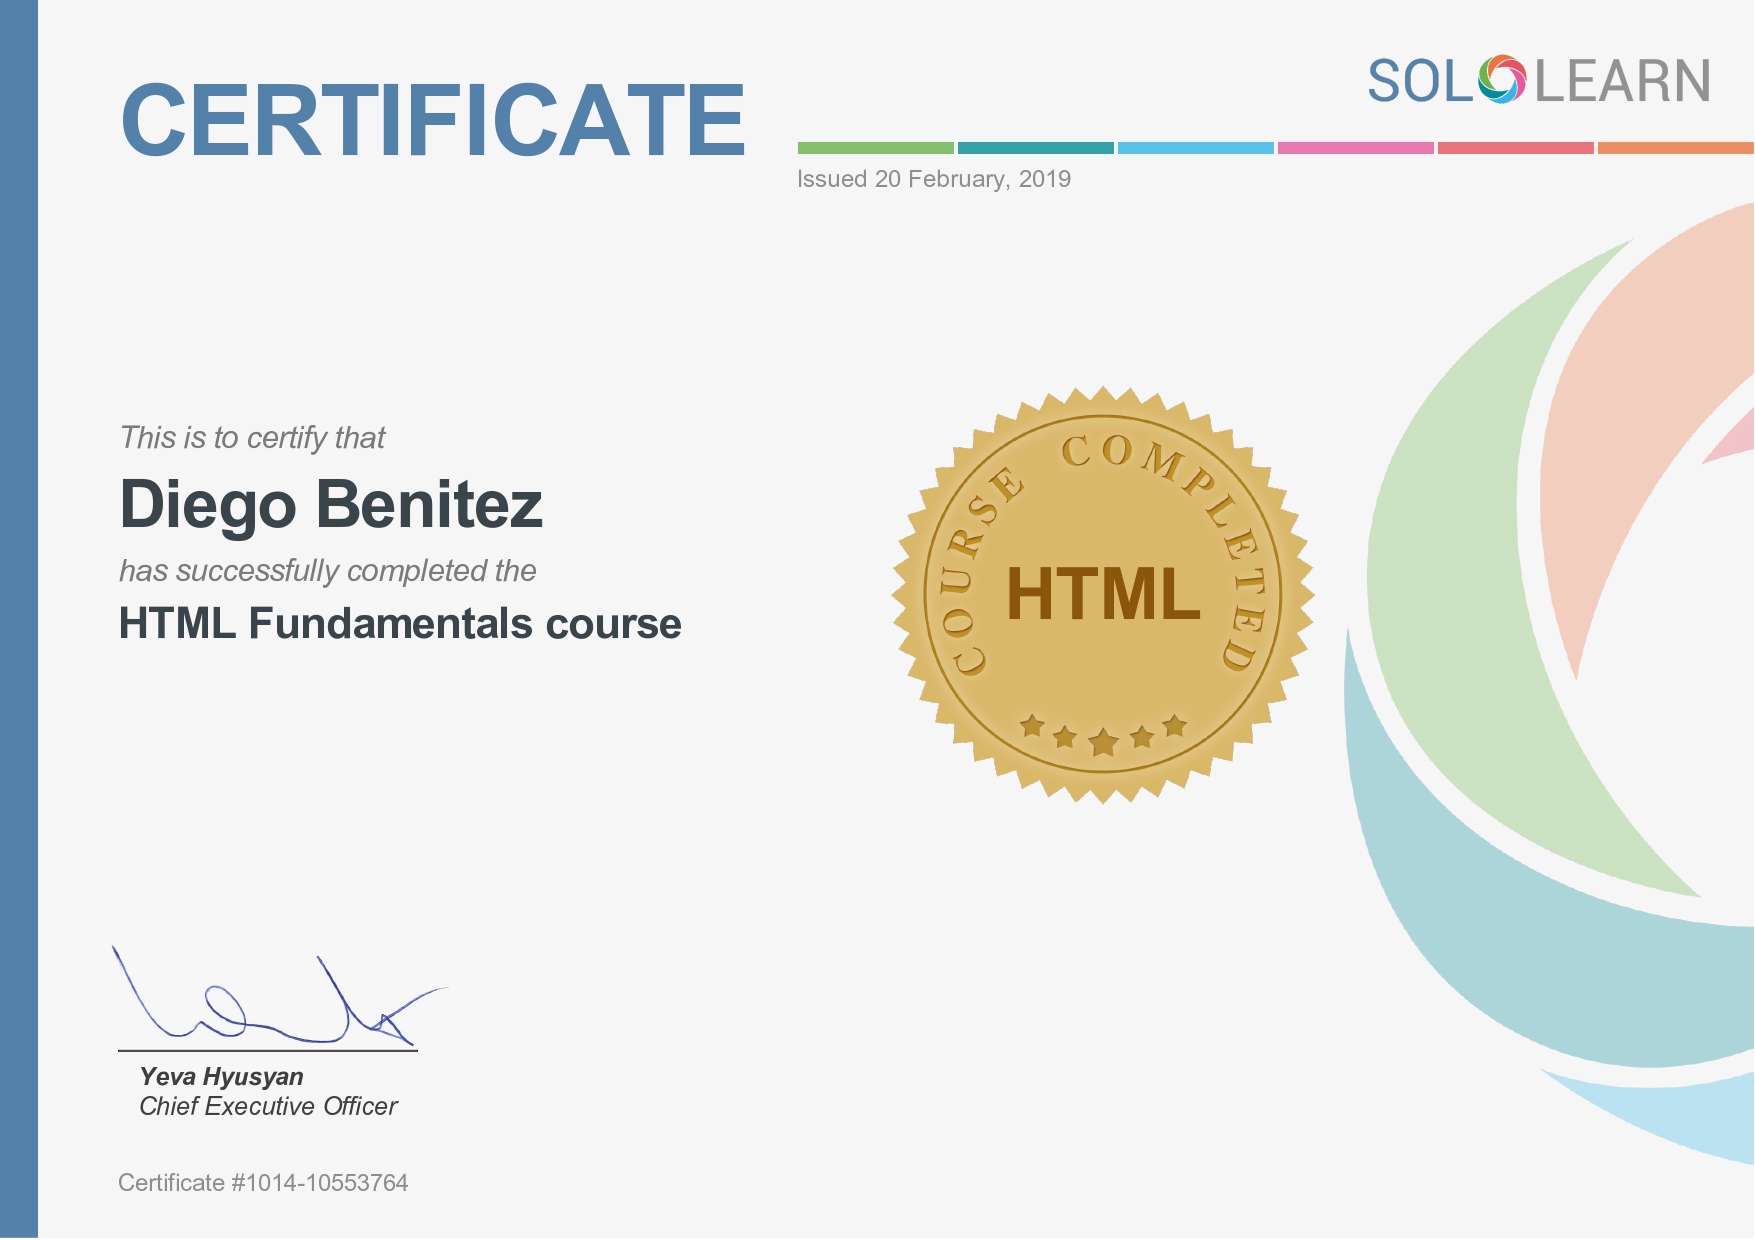 CERTIFICATE
SOLOLEARN
Issued 20 February, 2019
This is to certify that
Diego Benitez
has successfully completed the
HTML Fundamentals course
COURSE COMPLETED
HTML
Yeva Hyusyan
Chief Executive Officer
Certificate #1014-10553764